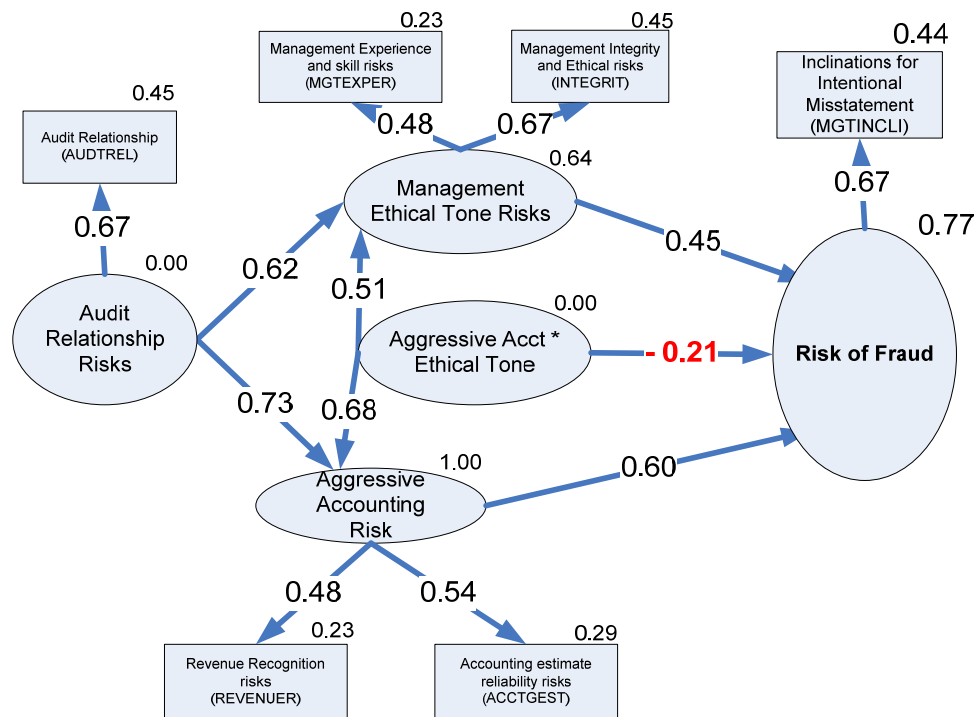 0.23
Management Experience
and skill risks
(MGTEXPER)
0.45
Management Integrity
and Ethical risks
(INTEGRIT)
0.44
Inclinations for
Intentional
Misstatement
(MGTINCLI)
0.45
Audit Relationship
(AUDTREL)
0.48
0.67
0.67
0.67
0.64
Management
Ethical Tone Risks
0.77
0.45
0.00
Audit
Relationship
Risks
0.62
0.51
0.00
Aggressive Acct *
Ethical Tone
- 0.21
Risk of Fraud
0.73
0.68
1.00
Aggressive
Accounting
Risk
0.60
0.48
0.54
0.23
Revenue Recognition
risks
(REVENUER)
0.29
Accounting estimate
reliability risks
(ACCTGEST)